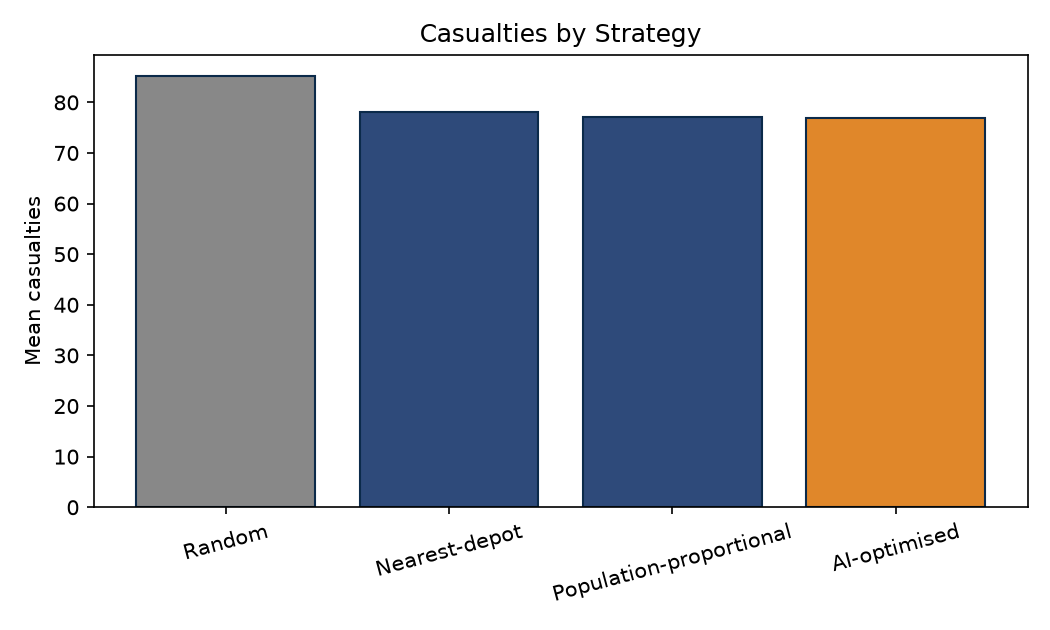 Casualties by Strategy
Mean casualties
80
70
60
50
40
30
20
10
0
Random
Nearest-depot
Population-proportional
AI-optimised